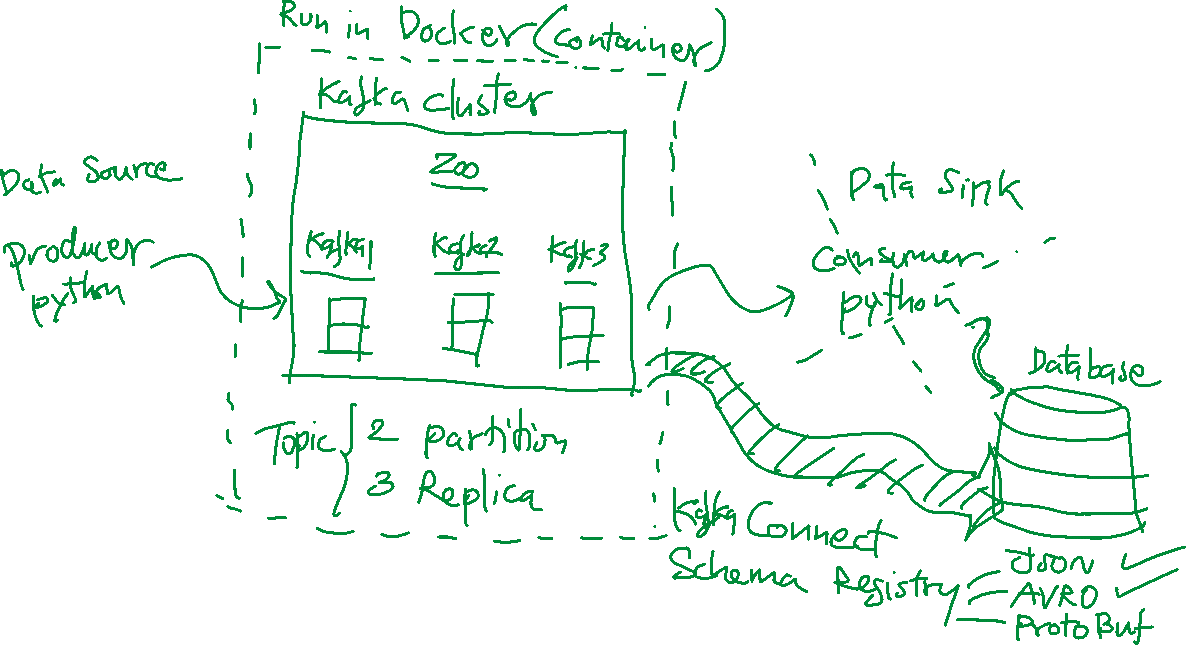 Run in Docker (Container)
Kafka cluster
Zoo
Kafka1 Kafka2 Kafk3
Data Source
Producer
python
Topic { 2 partition
3 Replica
Data Sink
Consumer
python
Database
Kafka Connect
Schema Registry
Json ✓
AVRO ✓
ProtoBuf